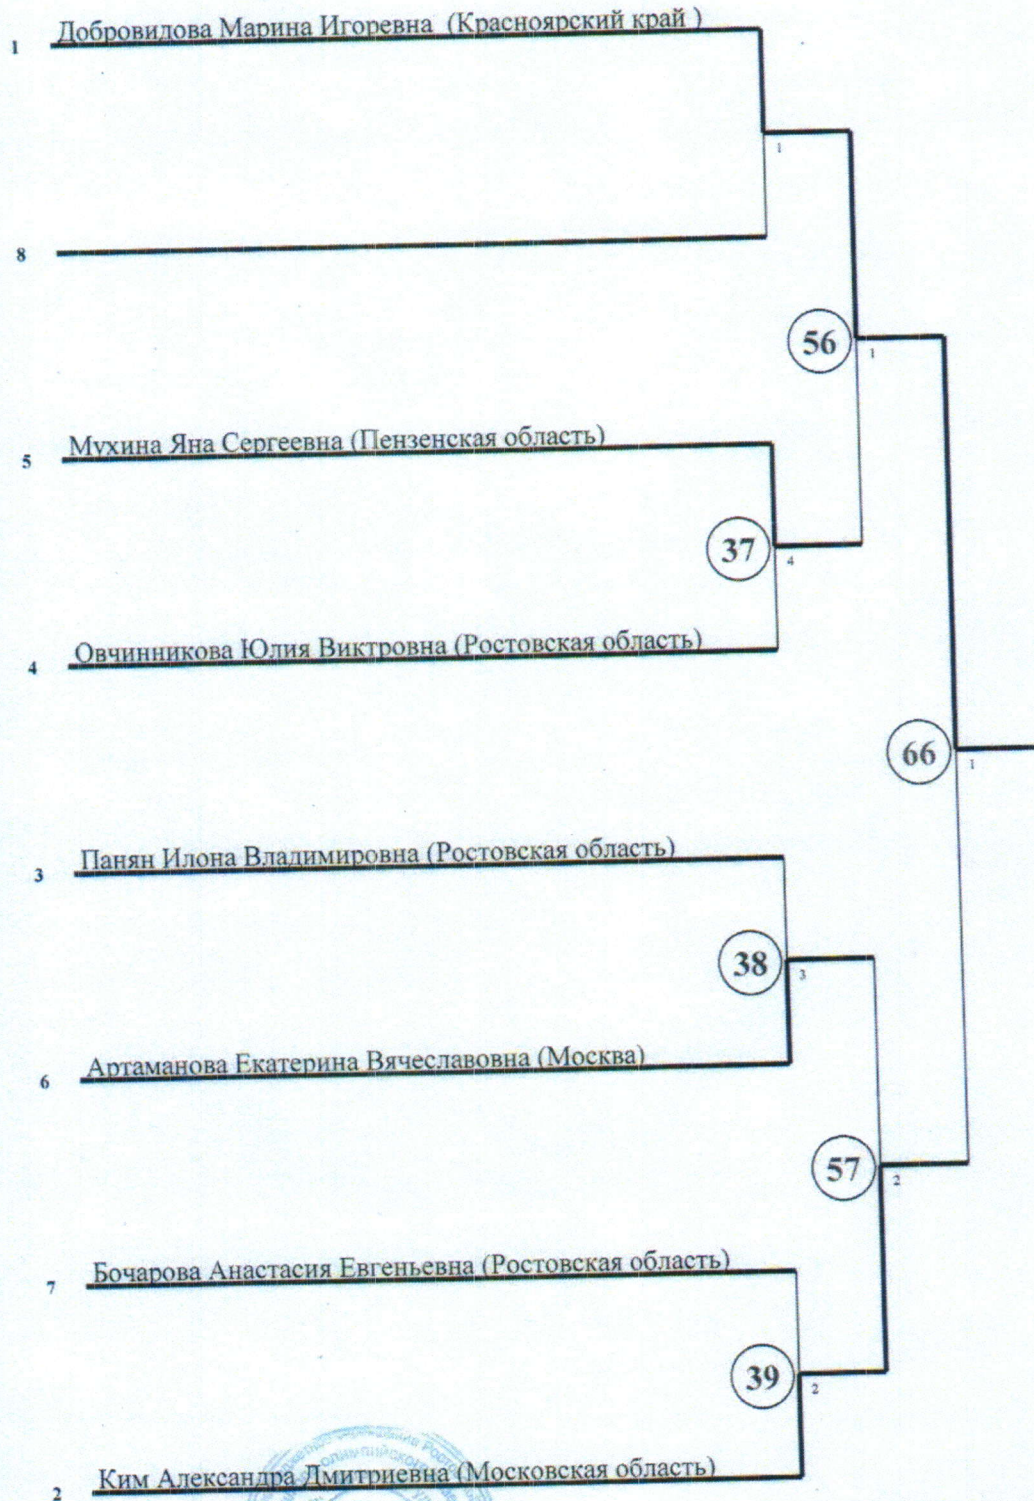 1 Добровидова Марина Игоревна (Красноярский край )
1
8
56
1
5 Мухина Яна Сергеевна (Пензенская область)
37
4
4 Овчинникова Юлия Виктровна (Ростовская область)
66
1
3 Панян Илона Владимировна (Ростовская область)
38
3
6 Артаманова Екатерина Вячеславовна (Москва)
57
2
7 Бочарова Анастасия Евгеньевна (Ростовская область)
39
2
2 Ким Александра Дмитриевна (Московская область)